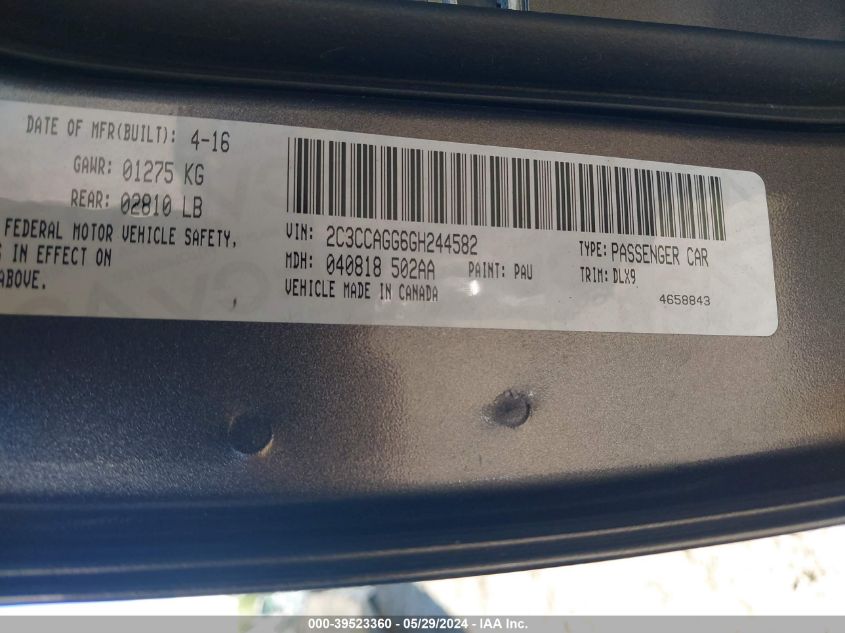 DATE OF MFR(BUILT): 4-16
GAWR: 01275 KG
REAR: 02810 LB
FEDERAL MOTOR VEHICLE SAFETY,
IN EFFECT ON
ABOVE.
VIN: 2C3CCAGG6GH244582
TYPE: PASSENGER CAR
MDH: 040818 502AA
PAINT: PAU
TRIM: DLX9
VEHICLE MADE IN CANADA
4658843
000-39523360 - 05/29/2024 - IAA Inc.